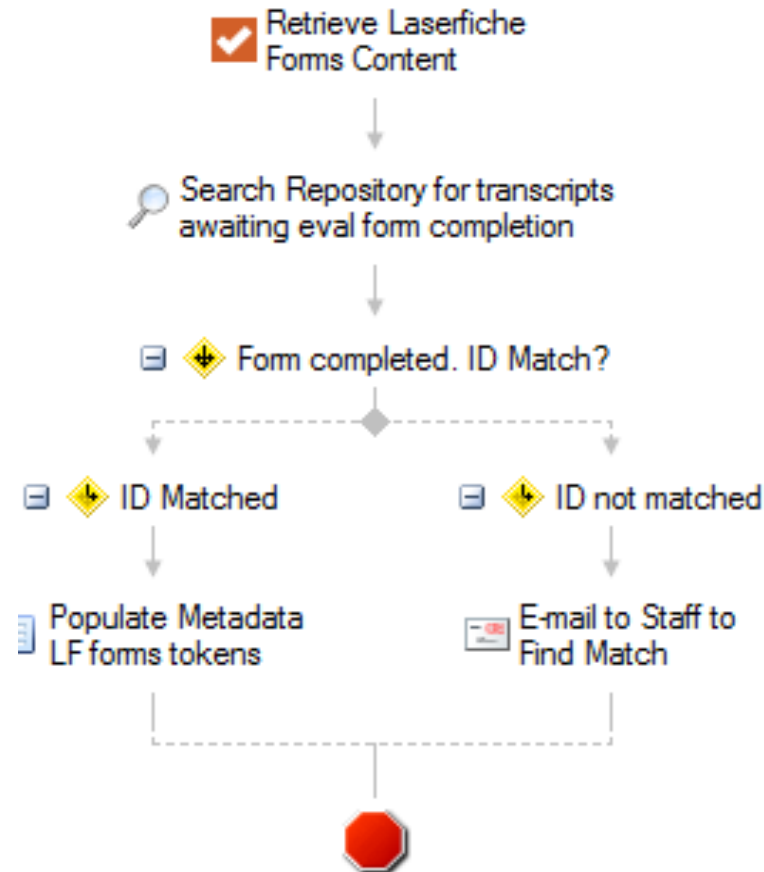 Retrieve Laserfiche
Forms Content
Search Repository for transcripts
awaiting eval form completion
Form completed. ID Match?
ID Matched
ID not matched
Populate Metadata
LF forms tokens
E-mail to Staff to
Find Match